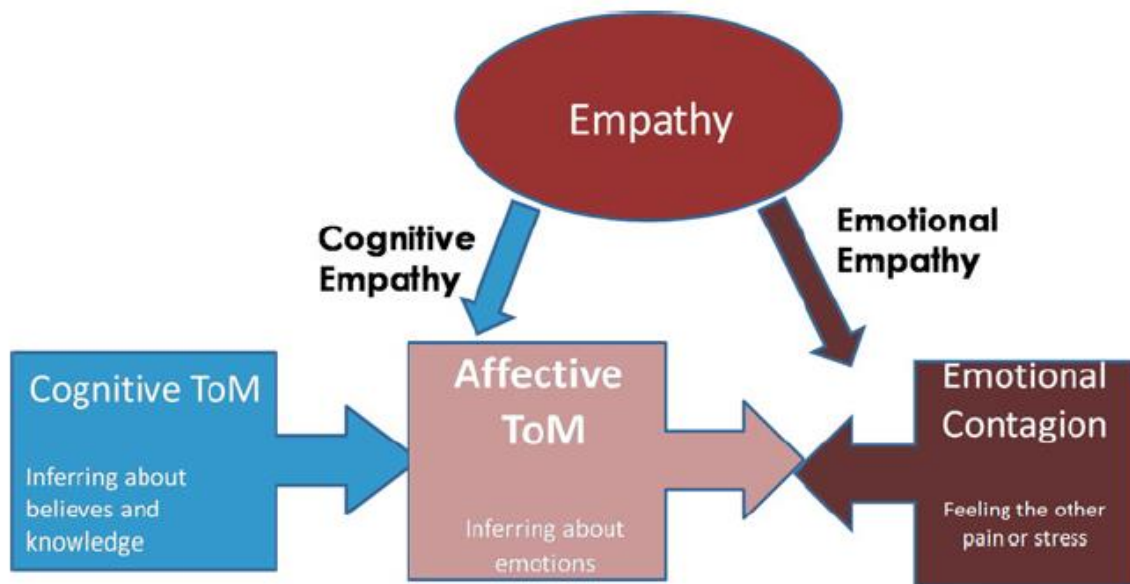 Empathy
Cognitive
Empathy
Emotional
Empathy
Cognitive ToM
Inferring about
believes and
knowledge
Affective
ToM
Inferring about
emotions
Emotional
Contagion
Feeling the other
pain or stress